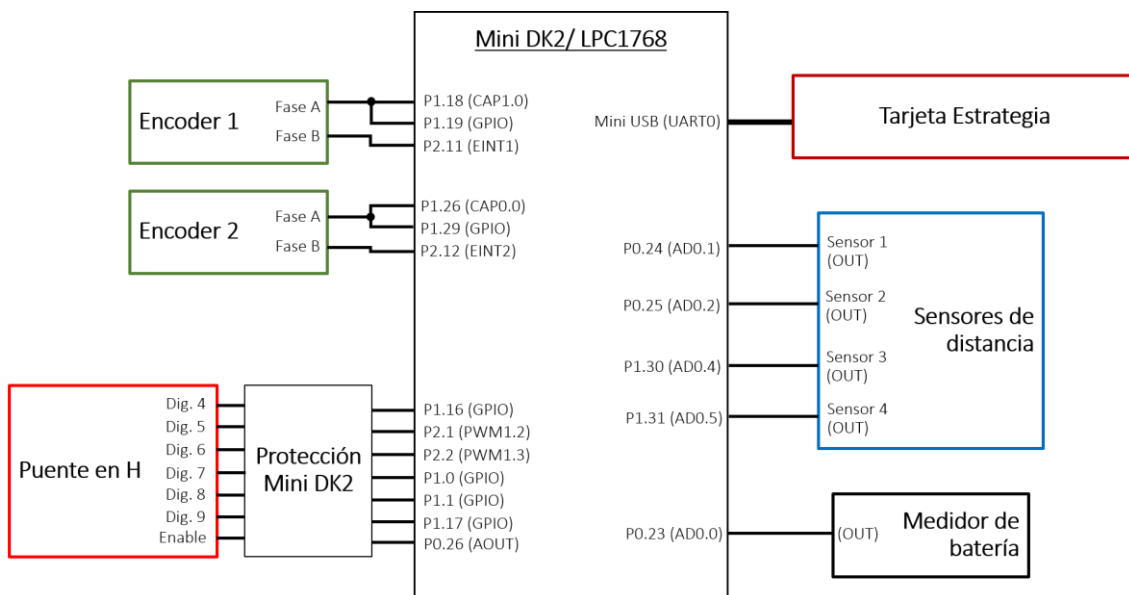 Mini DK2/ LPC1768
Encoder 1
Fase A
Fase B
P1.18 (CAP1.0)
P1.19 (GPIO)
P2.11 (EINT1)
Encoder 2
Fase A
Fase B
P1.26 (CAP0.0)
P1.29 (GPIO)
P2.12 (EINT2)
Puente en H
Dig. 4
Dig. 5
Dig. 6
Dig. 7
Dig. 8
Dig. 9
Enable
Protección
Mini DK2
P1.16 (GPIO)
P2.1 (PWM1.2)
P2.2 (PWM1.3)
P1.0 (GPIO)
P1.1 (GPIO)
P1.17 (GPIO)
P0.26 (AOUT)
Mini USB (UART0)
Tarjeta Estrategia
P0.24 (AD0.1)
P0.25 (AD0.2)
P1.30 (AD0.4)
P1.31 (AD0.5)
Sensor 1
(OUT)
Sensor 2
(OUT)
Sensor 3
(OUT)
Sensor 4
(OUT)
Sensores de
distancia
P0.23 (AD0.0)
(OUT)
Medidor de
batería